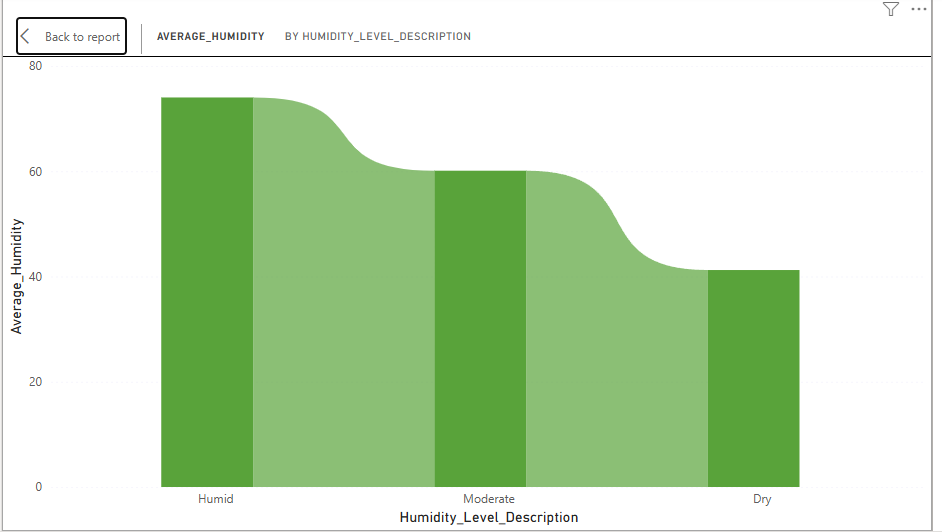 Back to report
AVERAGE_HUMIDITY BY HUMIDITY_LEVEL_DESCRIPTION
80
60
40
20
0
Average_Humidity
Humid Moderate Dry
Humidity_Level_Description